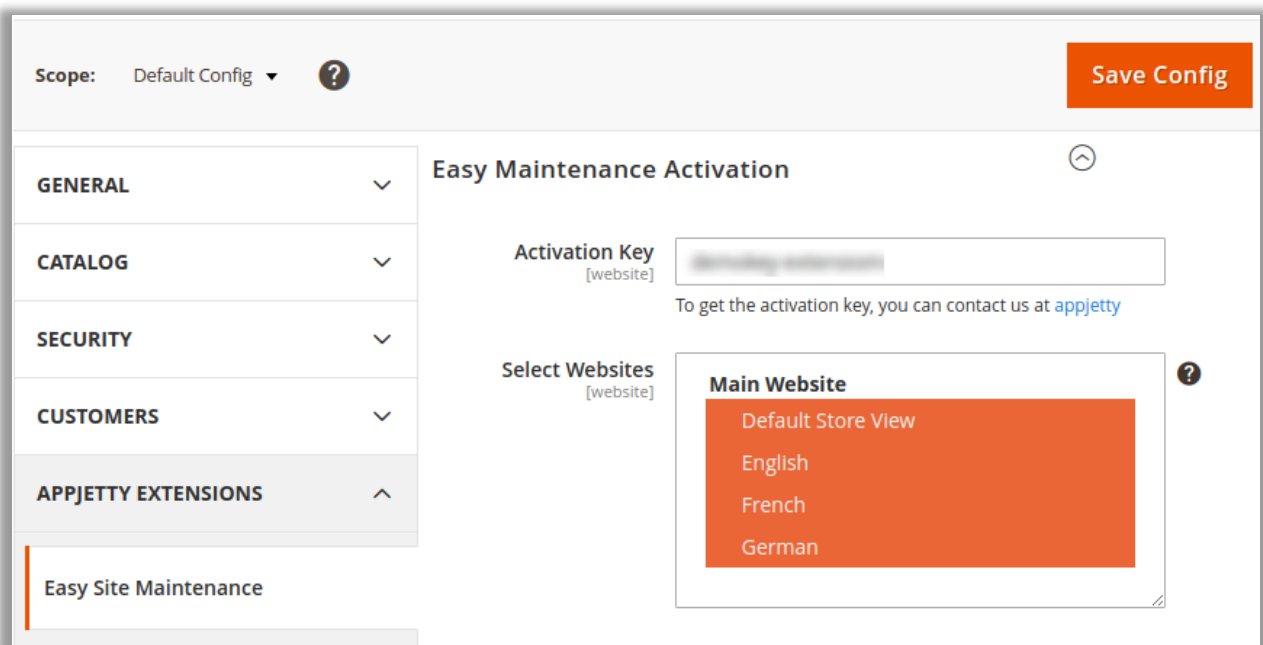 Scope: Default Config
Save Config
GENERAL
CATALOG
SECURITY
CUSTOMERS
APPJETTY EXTENSIONS
Easy Site Maintenance
Easy Maintenance Activation
Activation Key
[website]
To get the activation key, you can contact us at appjetty
Select Websites
[website]
Main Website
Default Store View
English
French
German